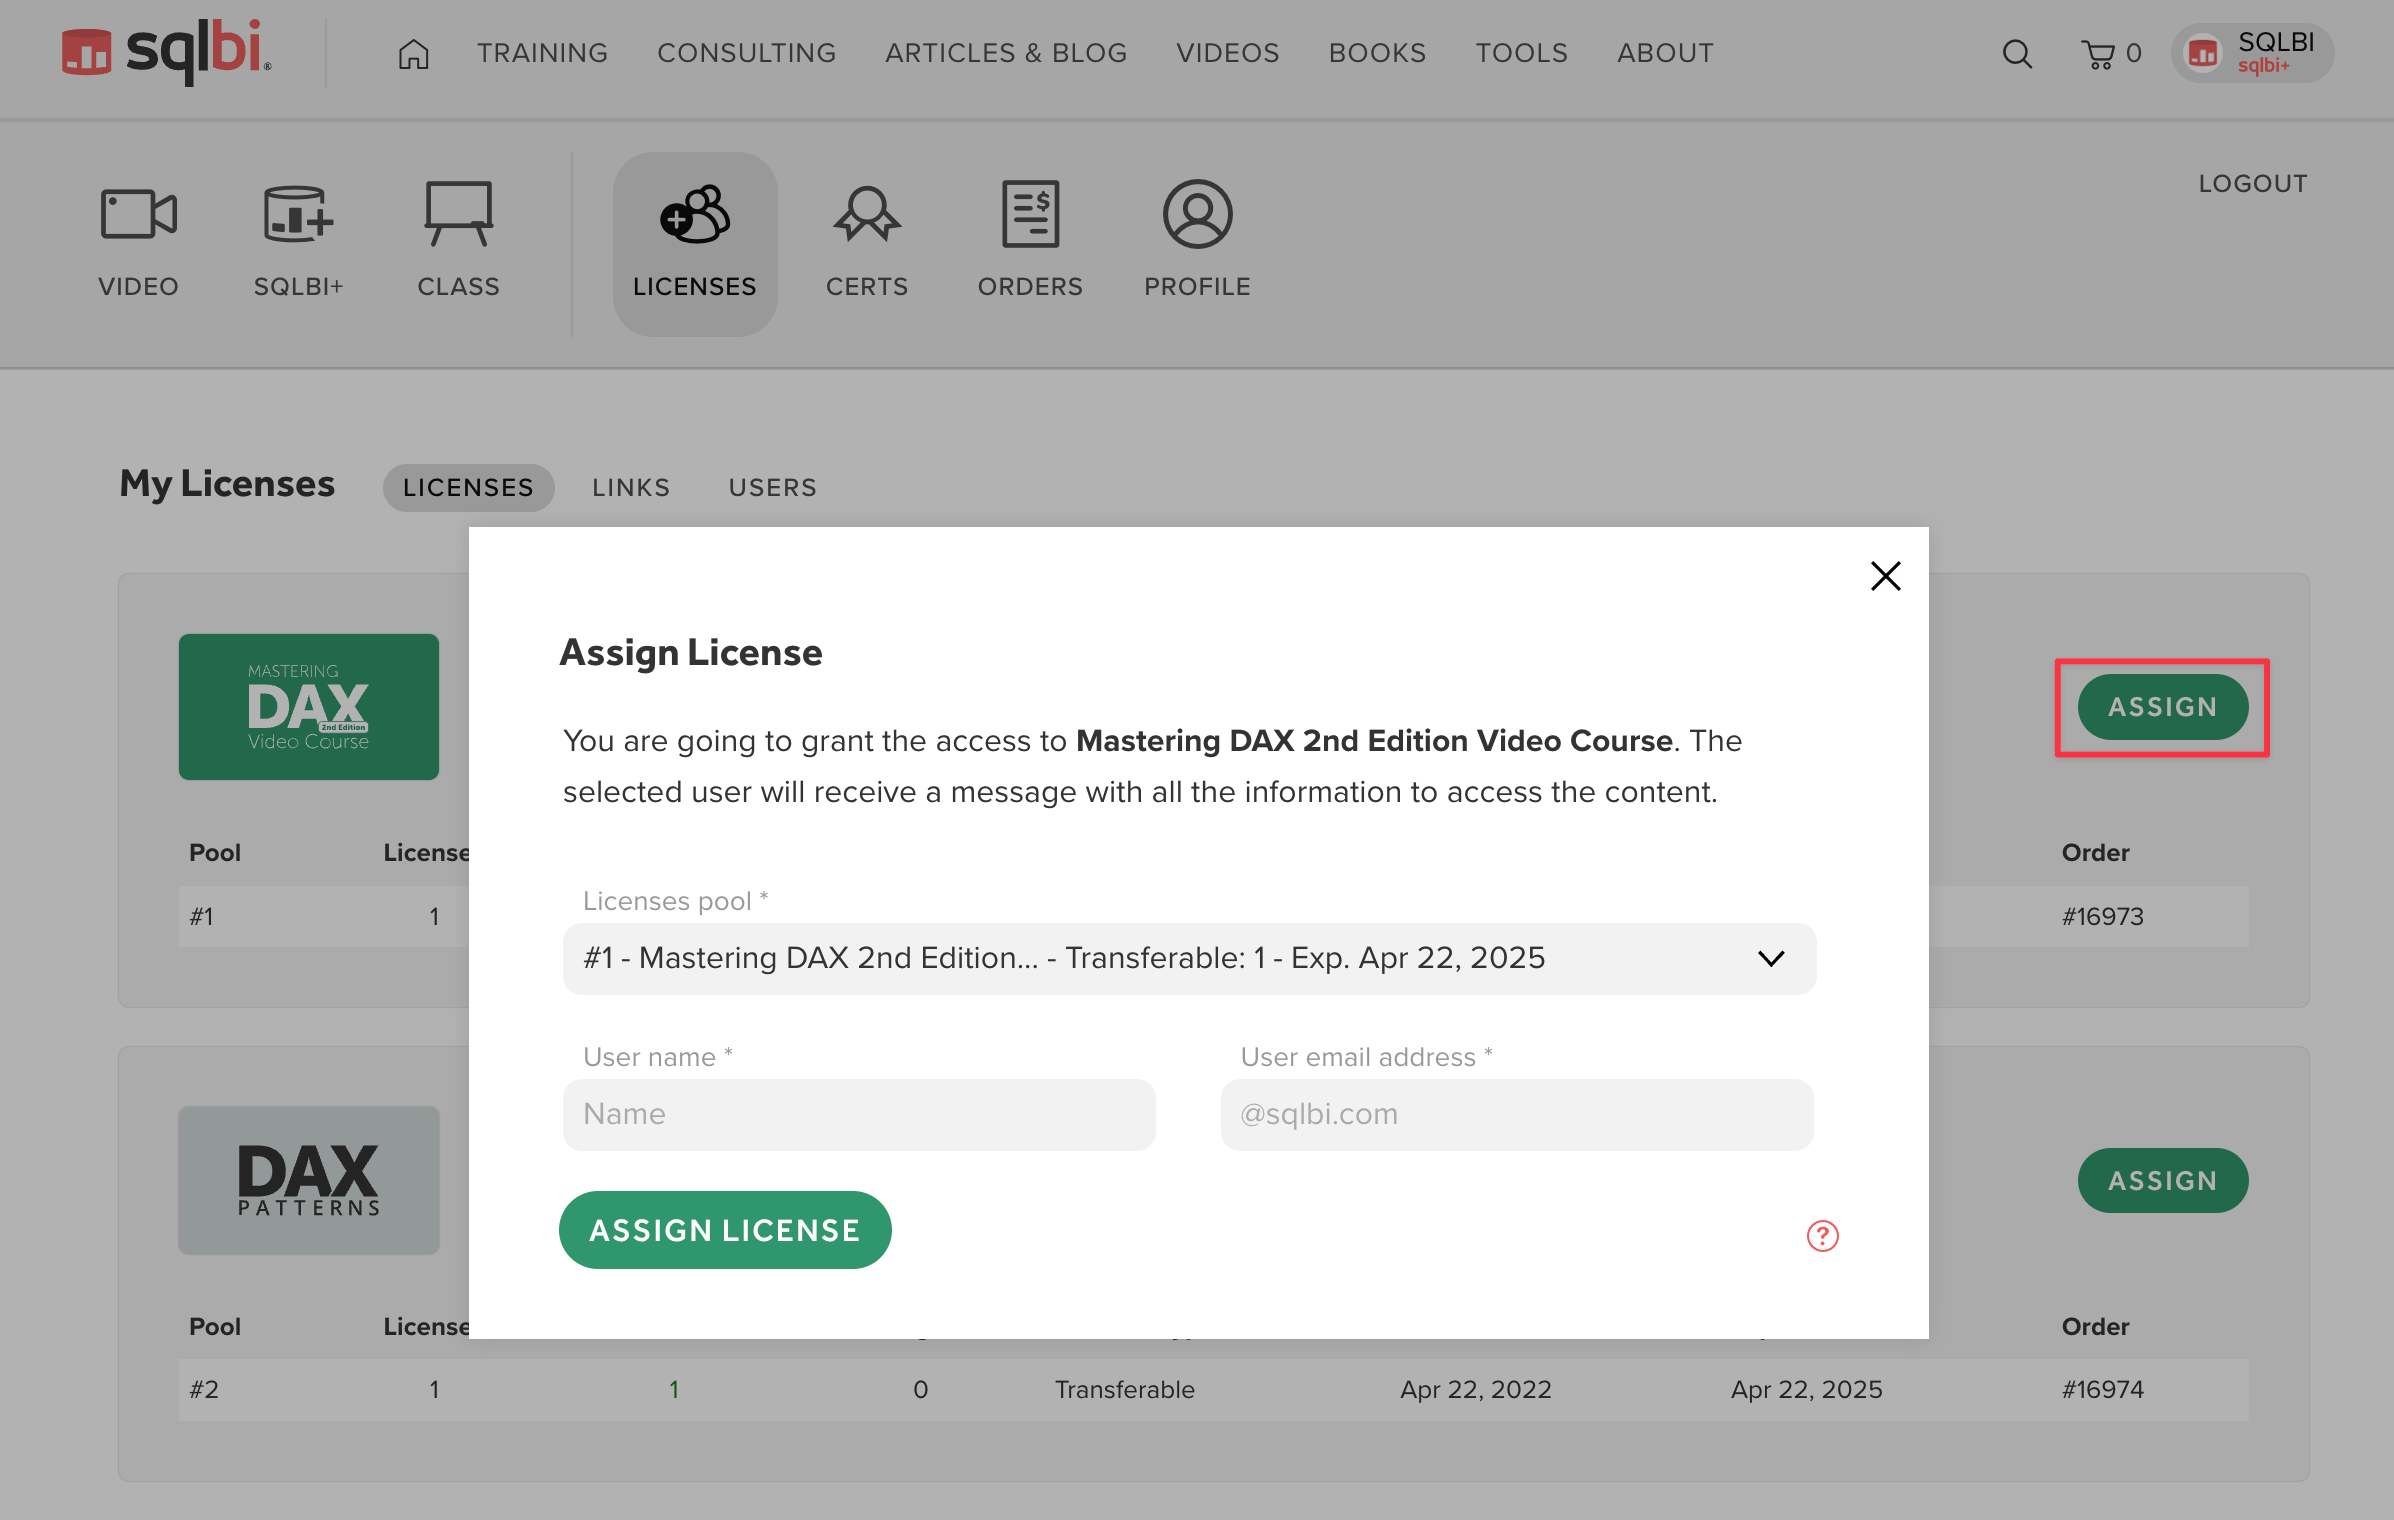 sqlbi®
TRAINING CONSULTING ARTICLES & BLOG VIDEOS BOOKS TOOLS ABOUT 0 SQLBI
sqlbi+
LOGOUT
VIDEO SQLBI+ CLASS LICENSES CERTS ORDERS PROFILE
My Licenses LICENSES LINKS USERS
Assign License
MASTERING
DAX
2nd Edition
Video Course
ASSIGN
You are going to grant the access to Mastering DAX 2nd Edition Video Course. The
selected user will receive a message with all the information to access the content.
Pool License Order
Licenses pool *
#1 1 #16973
#1 - Mastering DAX 2nd Edition... - Transferable: 1 - Exp. Apr 22, 2025
User name * User email address *
Name @sqlbi.com
DAX
PATTERNS
ASSIGN
ASSIGN LICENSE ?
Pool License Order
#2 1 1 0 Transferable Apr 22, 2022 Apr 22, 2025 #16974